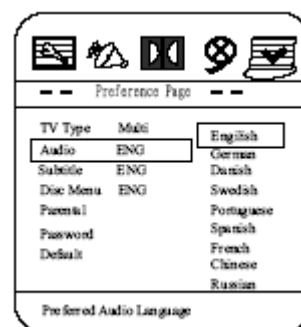 -- Preference Page --
TV Type Multi
Audio ENG
Subtitle ENG
Disc Menu ENG
Parental
Password
Default
English
German
Danish
Swedish
Portuguese
Spanish
French
Chinese
Russian
Preferred Audio Language